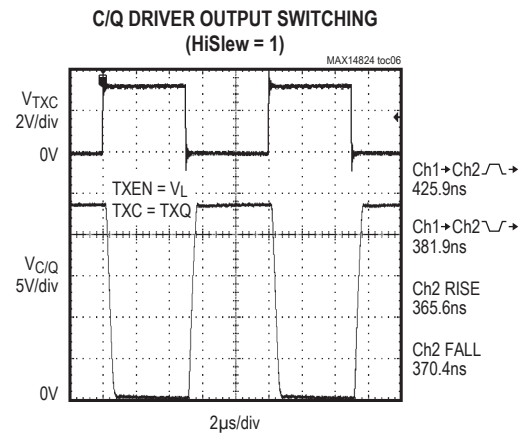 C/Q DRIVER OUTPUT SWITCHING
(HiSlew = 1)
MAX14824 toc06
VTXC
2V/div
0V
TXEN = VL
TXC = TXQ
VC/Q
5V/div
0V
Ch1→Ch2
425.9ns
Ch1→Ch2
381.9ns
Ch2 RISE
365.6ns
Ch2 FALL
370.4ns
2µs/div